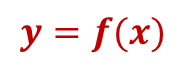 y = f(x)